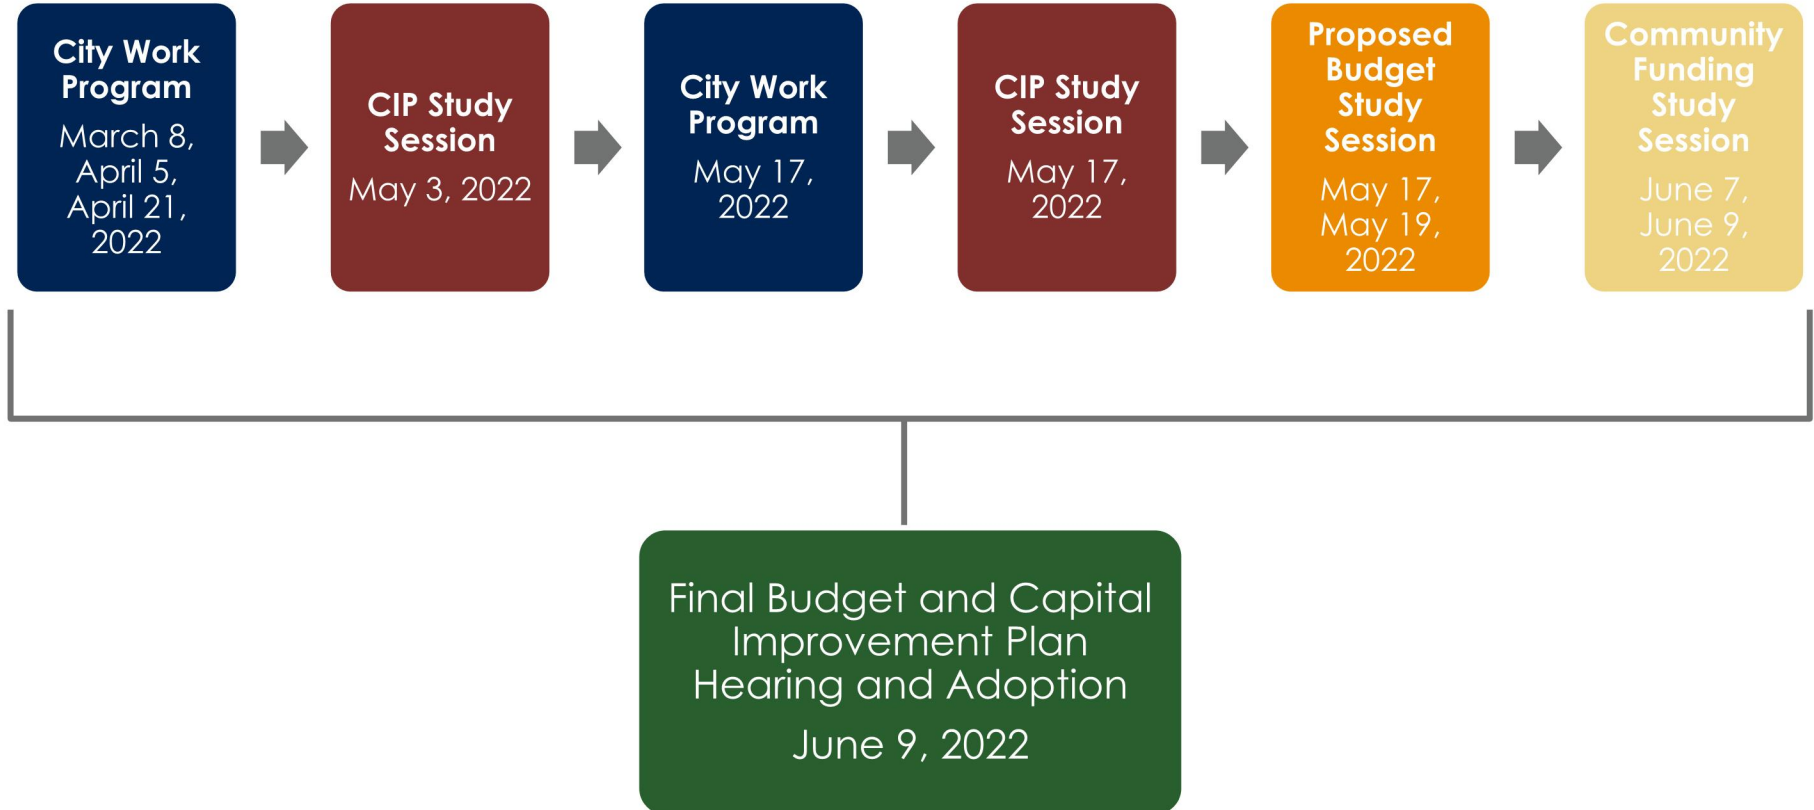 City Work
Program
March 8,
April 5,
April 21,
2022
CIP Study
Session
May 3, 2022
City Work
Program
May 17,
2022
CIP Study
Session
May 17,
2022
Proposed
Budget
Study
Session
May 17,
May 19,
2022
Community
Funding
Study
Session
June 7,
June 9,
2022
Final Budget and Capital
Improvement Plan
Hearing and Adoption
June 9, 2022